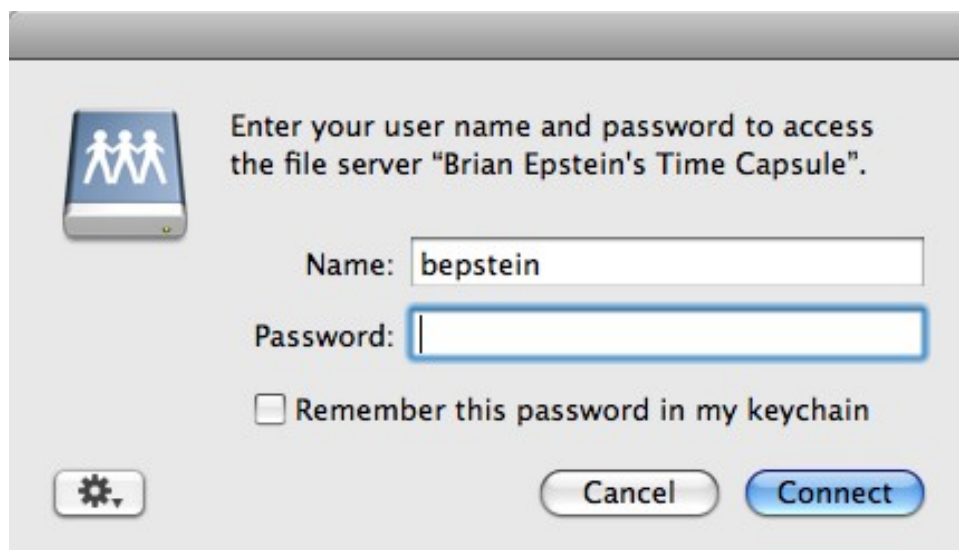 Enter your user name and password to access
the file server “Brian Epstein's Time Capsule”.
Name: bepstein
Password:
Remember this password in my keychain
Cancel Connect